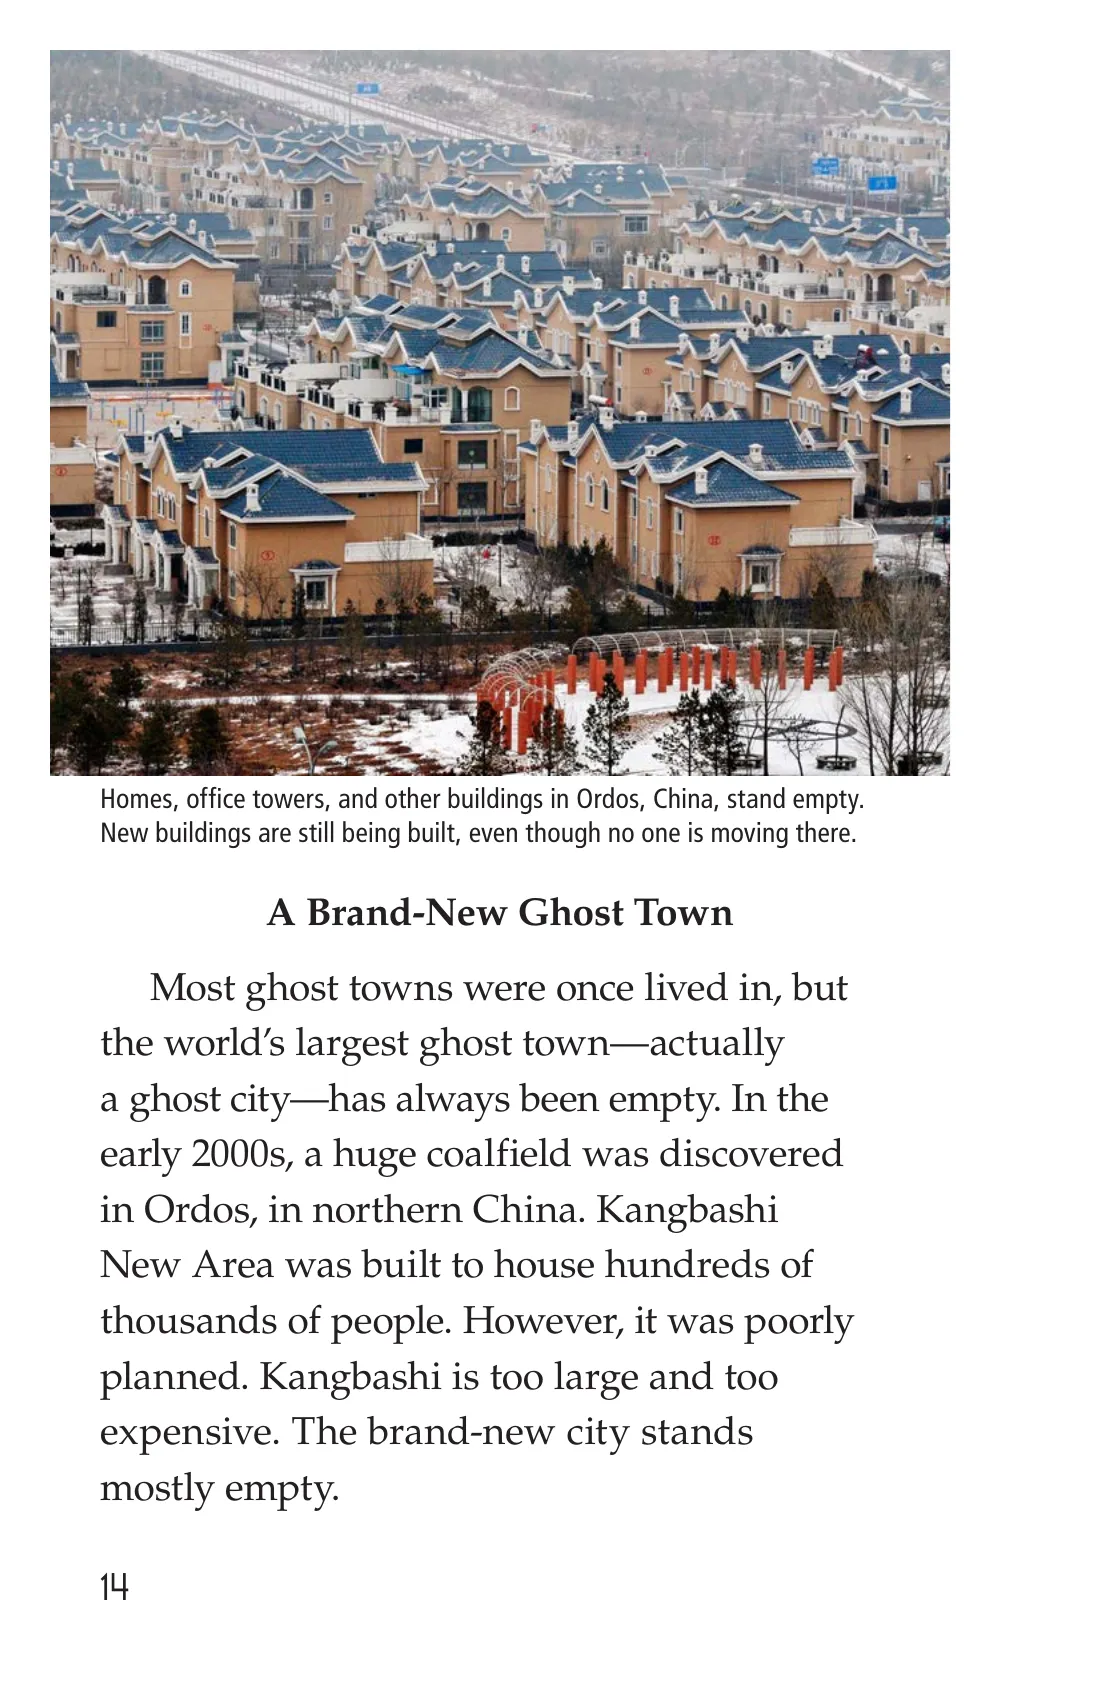 Homes, office towers, and other buildings in Ordos, China, stand empty.
New buildings are still being built, even though no one is moving there.
A Brand-New Ghost Town
Most ghost towns were once lived in, but
the world’s largest ghost town—actually
a ghost city—has always been empty. In the
early 2000s, a huge coalfield was discovered
in Ordos, in northern China. Kangbashi
New Area was built to house hundreds of
thousands of people. However, it was poorly
planned. Kangbashi is too large and too
expensive. The brand-new city stands
mostly empty.
14